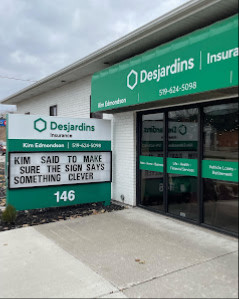 Desjardins
Insurance
Kim Edmondson
519-624-5098
Desjardins
Insurance
Kim Edmondson | 519-624-5098
KIM SAID TO MAKE
SURE THE SIGN SAYS
SOMETHING CLEVER
146